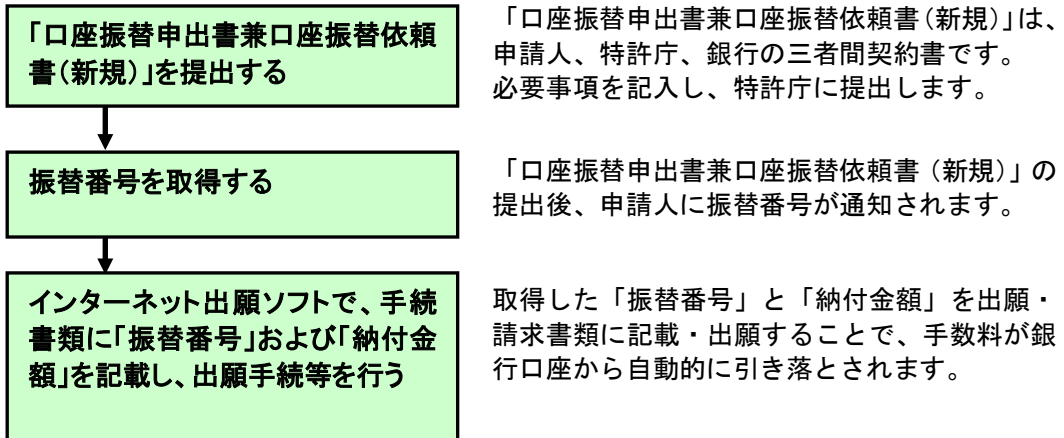 「口座振替申出書兼口座振替依頼
書（新規）」を提出する
「口座振替申出書兼口座振替依頼書（新規）」は、
申請人、特許庁、銀行の三者間契約書です。
必要事項を記入し、特許庁に提出します。
振替番号を取得する
「口座振替申出書兼口座振替依頼書（新規）」の
提出後、申請人に振替番号が通知されます。
インターネット出願ソフトで、手続
書類に「振替番号」および「納付金
額」を記載し、出願手続等を行う
取得した「振替番号」と「納付金額」を出願・
請求書類に記載・出願することで、手数料が銀
行口座から自動的に引き落とされます。